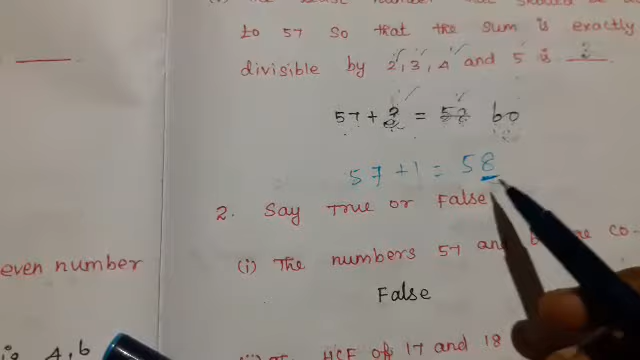 to 57 so that the sum is exactly
divisible by 2, 3, 4 and 5 is 3
57 + 3 = 60
57 + 1 = 58
2. Say True or False
(i) The numbers 57 and are co-
even number
False
HCF of 17 and 18